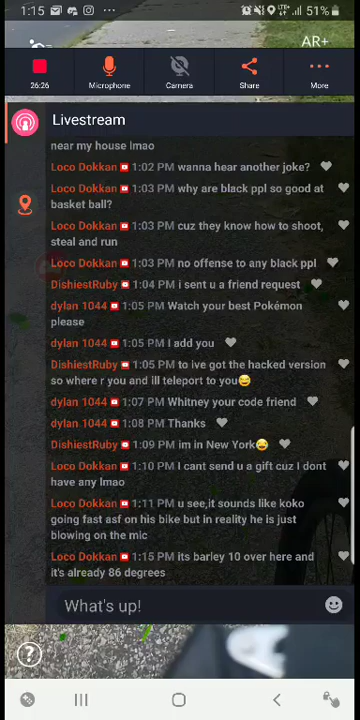 1:15
51%
AR+
26:26
Microphone
Camera
Share
More
Livestream
near my house lmao
Loco Dokkan 1:02 PM wanna hear another joke?
Loco Dokkan 1:03 PM why are black ppl so good at
basket ball?
Loco Dokkan 1:03 PM cuz they know how to shoot,
steal and run
Loco Dokkan 1:03 PM no offense to any black ppl
DishiestRuby 1:04 PM i sent u a friend request
dylan 1044 1:05 PM Watch your best Pokémon
please
dylan 1044 1:05 PM I add you
DishiestRuby 1:05 PM to ive got the hacked version
so where r you and ill teleport to you😂
dylan 1044 1:07 PM Whitney your code friend
dylan 1044 1:08 PM Thanks
DishiestRuby 1:09 PM im in New York😂
Loco Dokkan 1:10 PM I cant send u a gift cuz I dont
have any lmao
Loco Dokkan 1:11 PM u see,it sounds like koko
going fast asf on his bike but in reality he is just
blowing on the mic
Loco Dokkan 1:15 PM its barley 10 over here and
it's already 86 degrees
What's up!
?